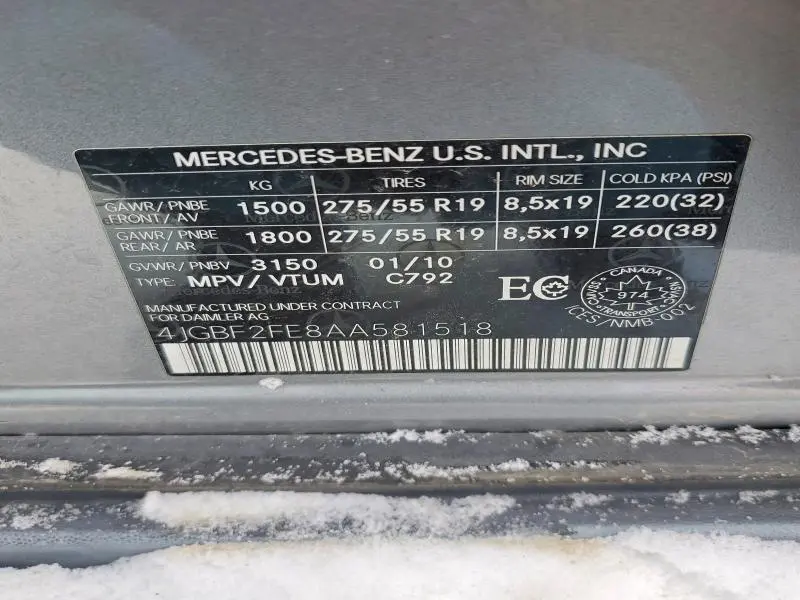 MERCEDES-BENZ U.S. INTL., INC
KG TIRES RIM SIZE COLD KPA (PSI)
GAWR/ PNBE FRONT/ AV 1500 275/55 R19 8,5x19 220(32)
GAWR/ PNBE REAR/ AR 1800 275/55 R19 8,5x19 260(38)
GVWR/ PNBV 3150 01/10
TYPE: MPV/ VTUM C792
MANUFACTURED UNDER CONTRACT
FOR DAIMLER AG
4JGBF2FE8AA581518
EC
CANADA
974
TRANSPORT
ICES/NMB-002